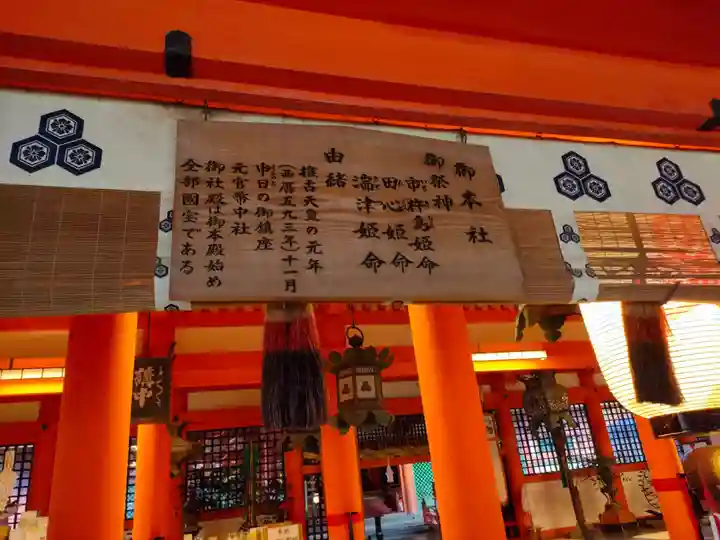 御本社
御祭神
市杵島姫命
田心姫命
湍津姫命
由緒
推古天皇の元年
(西暦五九三年)十一月
申日の御鎮座
元官幣中社
御社殿は御本殿始め
全部國宝である
講中